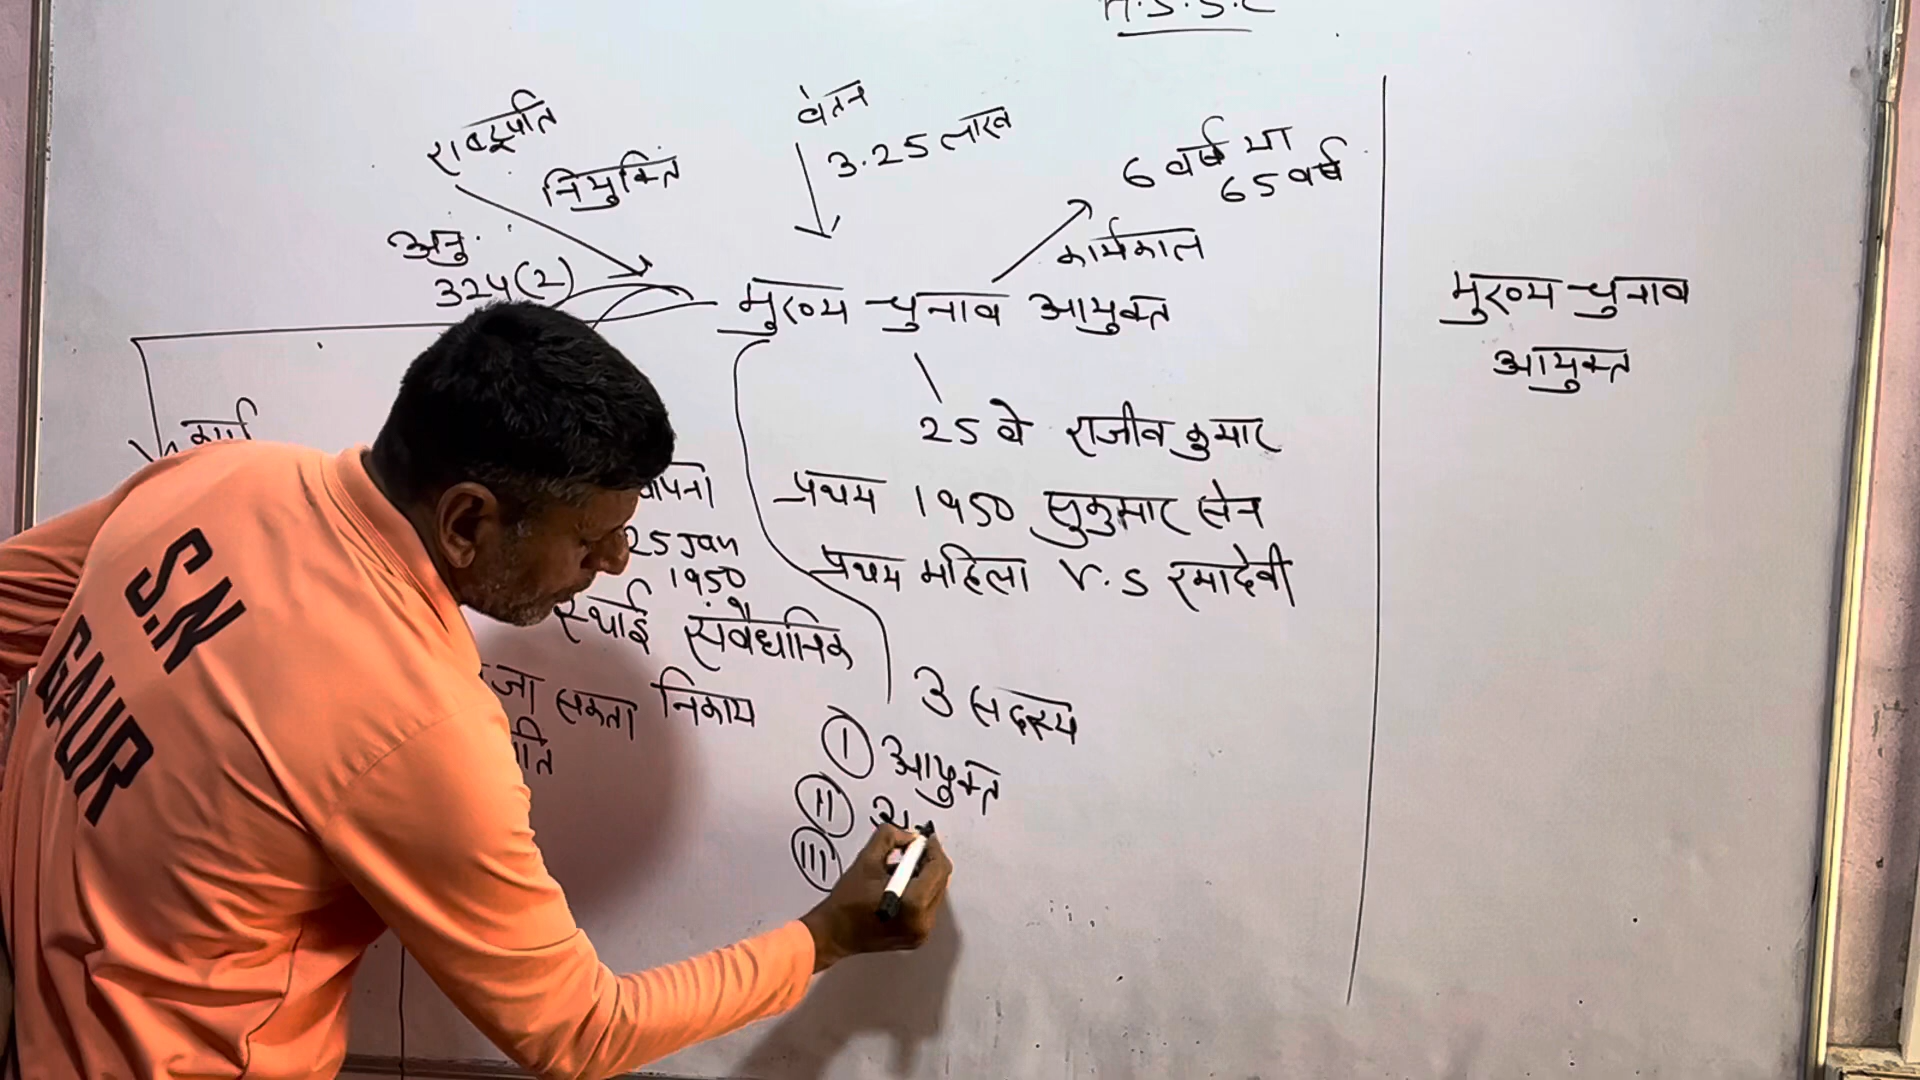 H.S.S.C
वेतन
3.25 लाख
राष्ट्रपति
नियुक्ति
6 वर्ष या
65 वर्ष
कार्यकाल
अनु.
324(2)
मुख्य चुनाव आयुक्त
मुख्य चुनाव
आयुक्त
25 वे राजीव कुमार
प्रथम 1950 सुकुमार सेन
25 Jan
1950
प्रथम महिला V.S रमादेवी
स्थाई संवैधानिक
जा सकता निकाय
3 सदस्य
I आयुक्त
II
III
S.N
GAUR